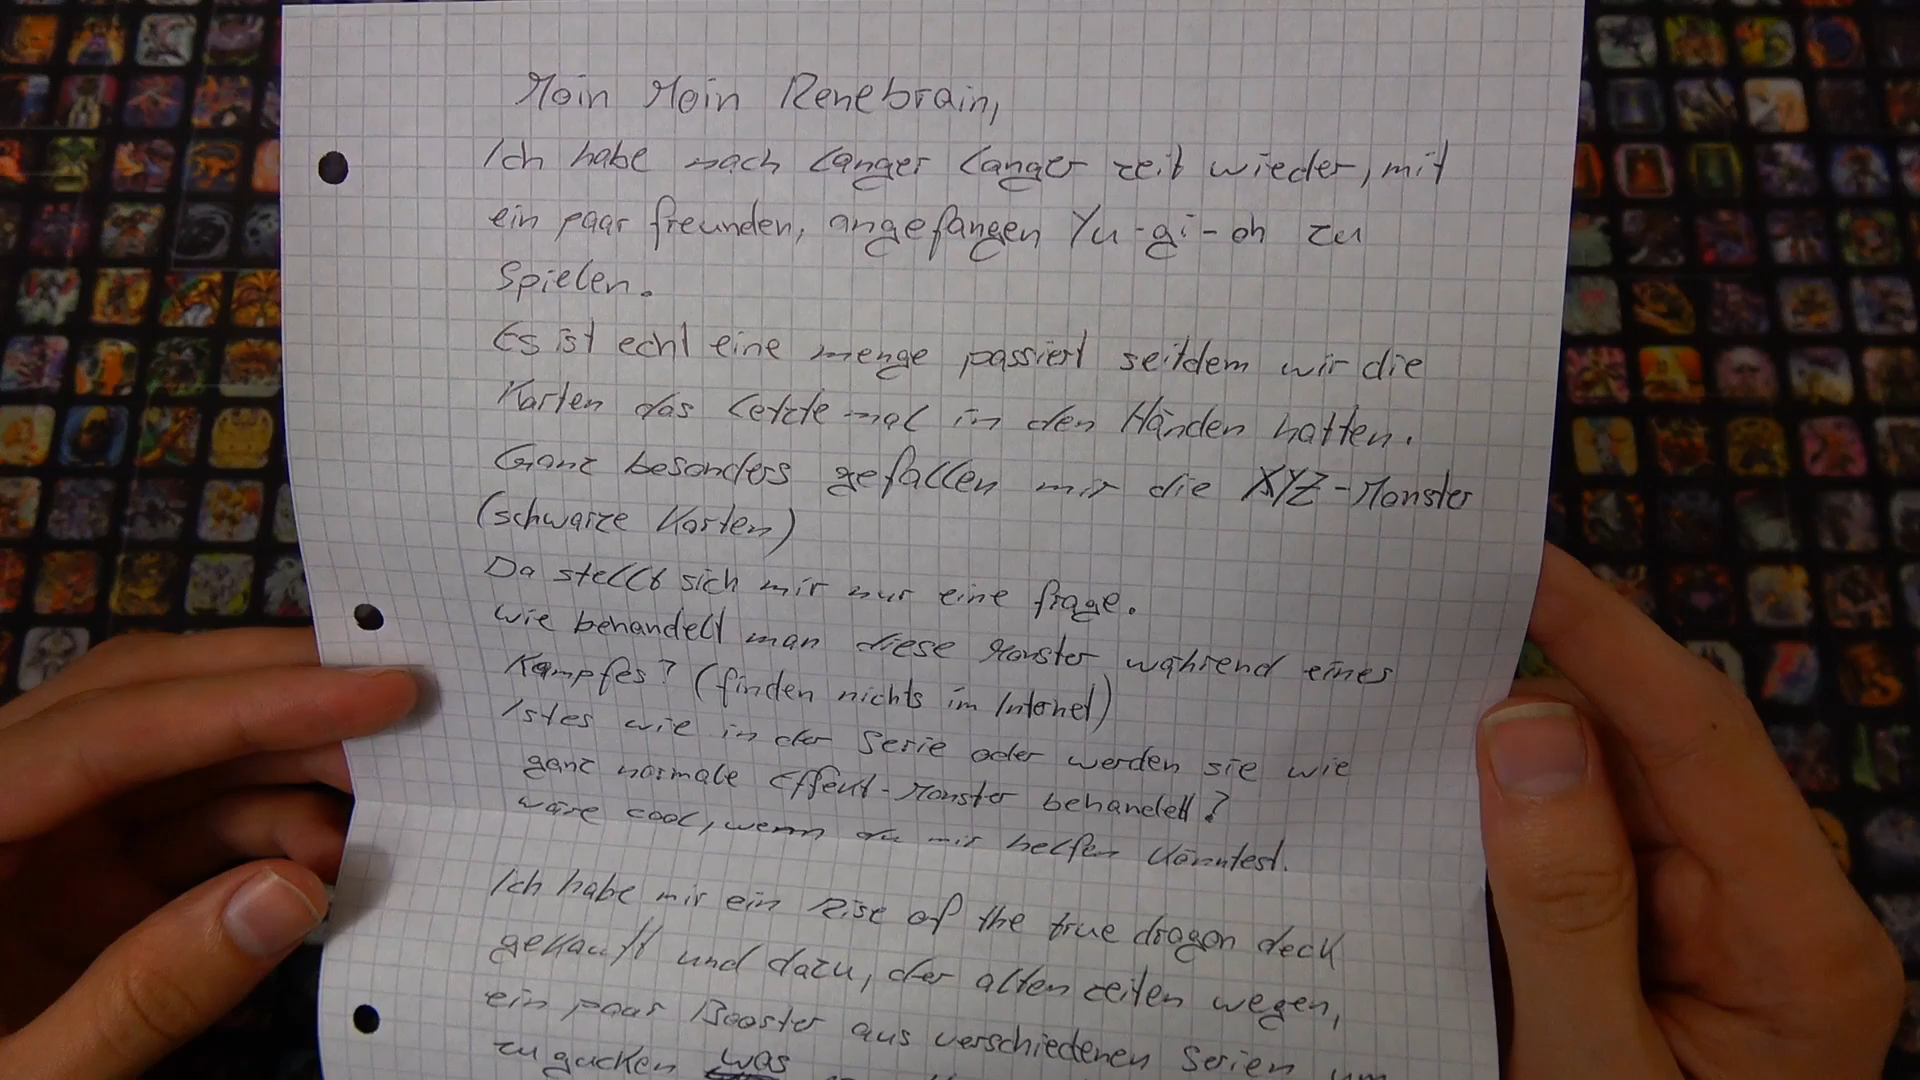 Moin Moin Renebrain,
Ich habe nach langer langer zeit wieder, mit
ein paar freunden, angefangen Yu-gi-oh zu
Spielen.
Es ist echt eine menge passiert seitdem wir die
Karten das letzte mal in den Händen hatten.
Ganz besonders gefallen mir die XYZ-Monster
(schwarze Karten)
Da stellt sich mir nur eine frage.
wie behandelt man diese Monster während eines
Kampfes? (finden nichts im Internet)
Ist es wie in der Serie oder werden sie wie
ganz normale Effekt-Monster behandelt?
wäre cool, wenn du mir helfen könntest.
Ich habe mir ein Rise of the true dragon deck
gekauft und dazu, der alten zeiten wegen,
ein paar Booster aus verschiedenen Serien um
zu gucken was